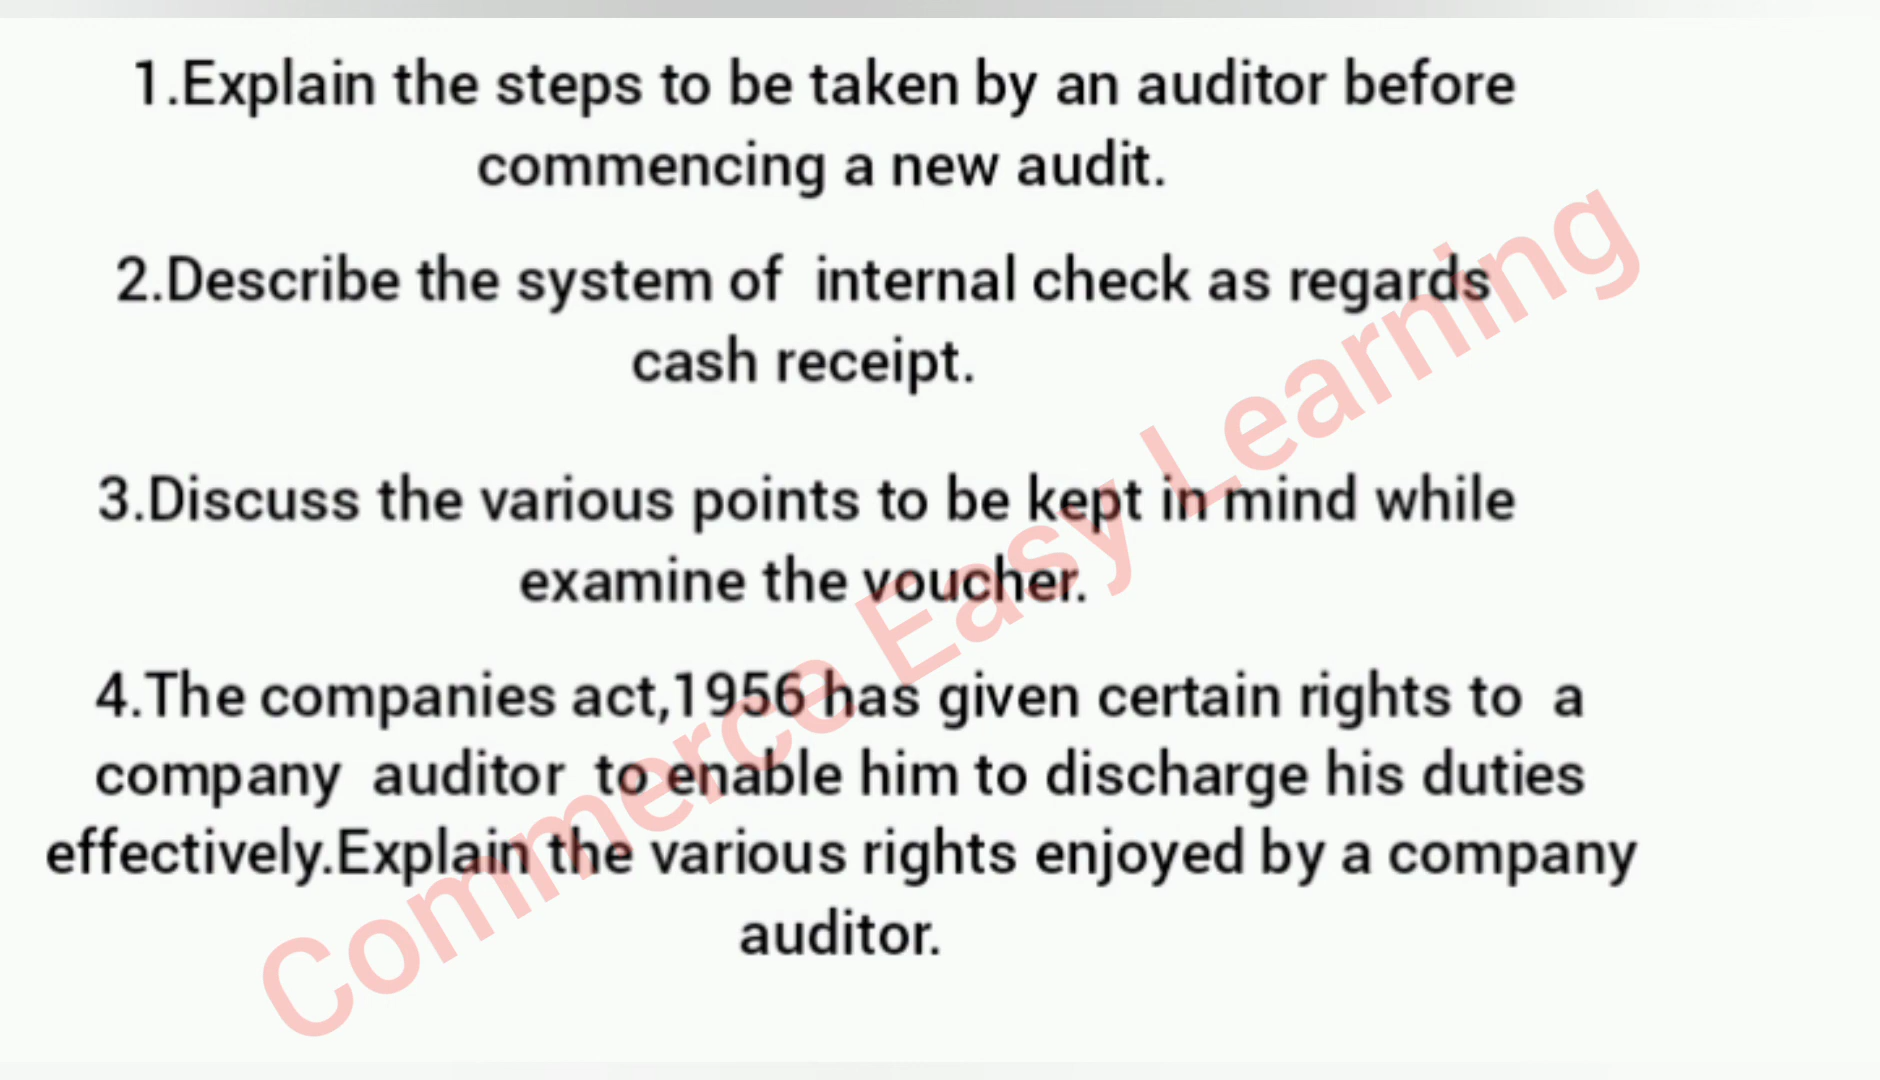 1.Explain the steps to be taken by an auditor before
commencing a new audit.
2.Describe the system of internal check as regards
cash receipt.
3.Discuss the various points to be kept in mind while
examine the voucher.
4.The companies act,1956 has given certain rights to a
company auditor to enable him to discharge his duties
effectively.Explain the various rights enjoyed by a company
auditor.
Commerce Easy Learning